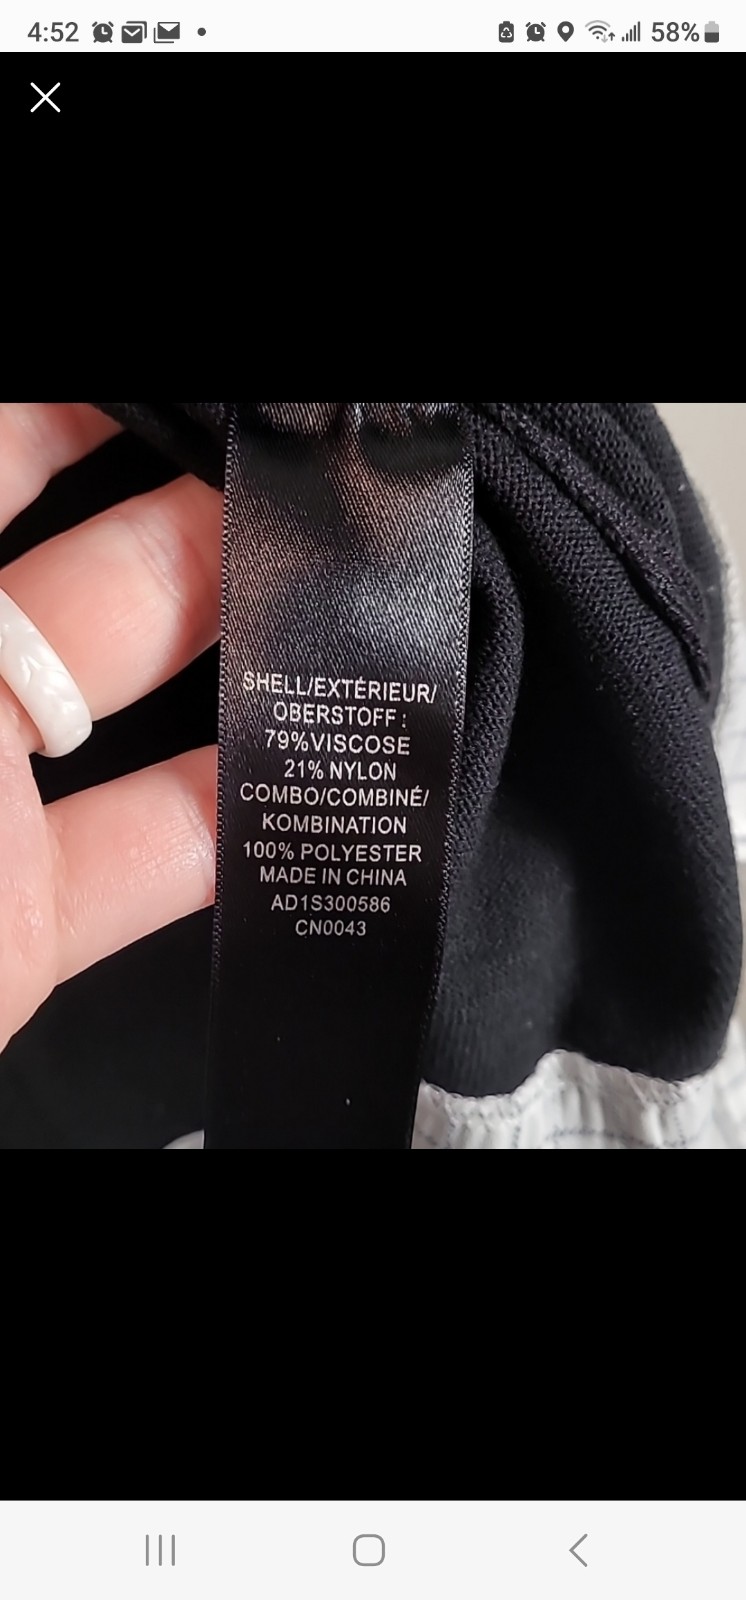 4:52
58%
SHELL/EXTÉRIEUR/
OBERSTOFF :
79%VISCOSE
21% NYLON
COMBO/COMBINÉ/
KOMBINATION
100% POLYESTER
MADE IN CHINA
AD1S300586
CN0043